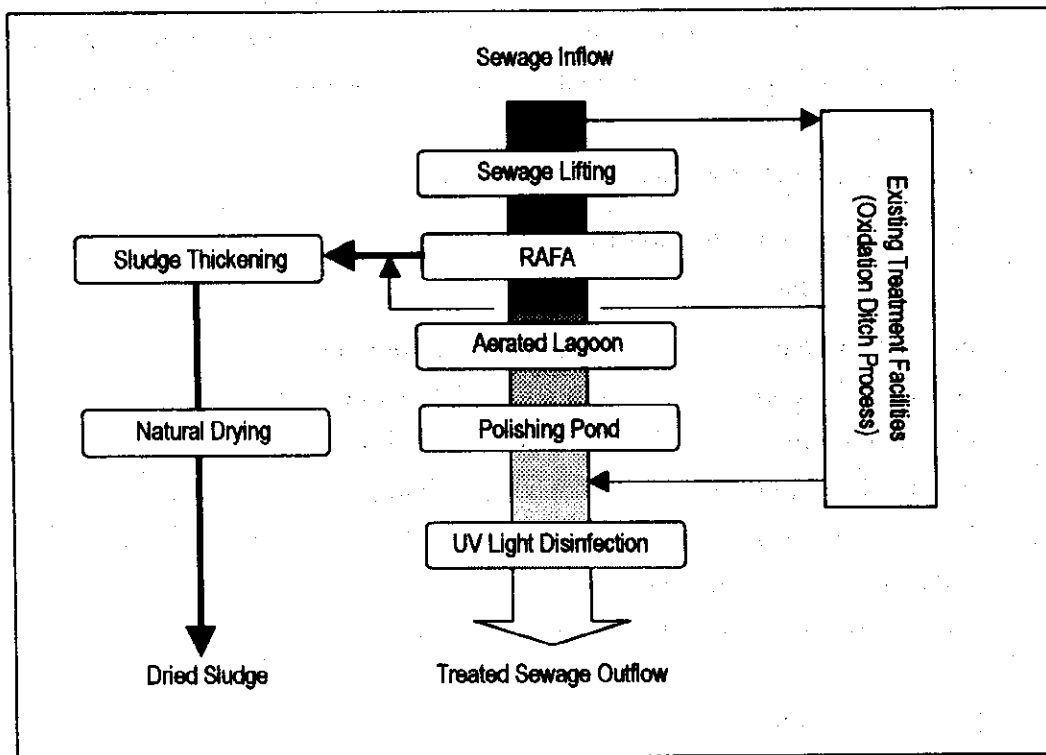 Sewage Inflow
Sewage Lifting
RAFA
Sludge Thickening
Aerated Lagoon
Natural Drying
Polishing Pond
UV Light Disinfection
Dried Sludge
Treated Sewage Outflow
Existing Treatment Facilities
(Oxidation Ditch Process)